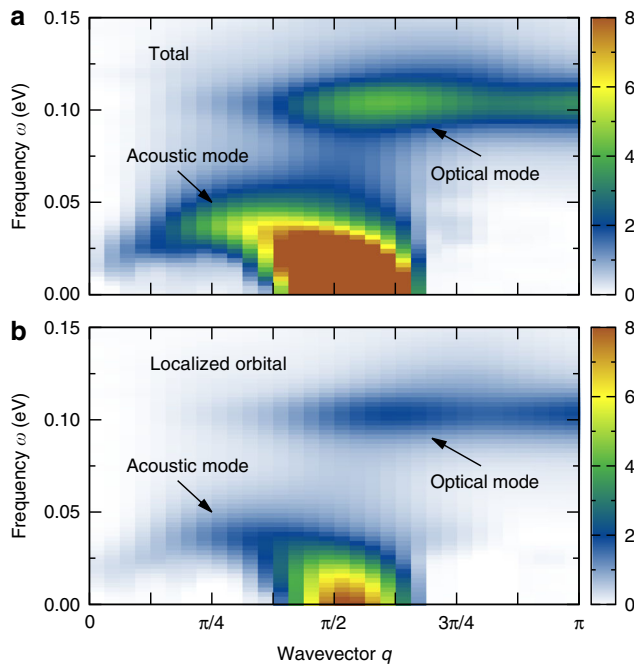 a
0.15
Total
0.10
Frequency ω (eV)
Acoustic mode
Optical mode
0.05
0.00
8
6
4
2
0
b
0.15
Localized orbital
0.10
Frequency ω (eV)
Acoustic mode
Optical mode
0.05
0.00
8
6
4
2
0
0 π/4 π/2 3π/4 π
Wavevector q